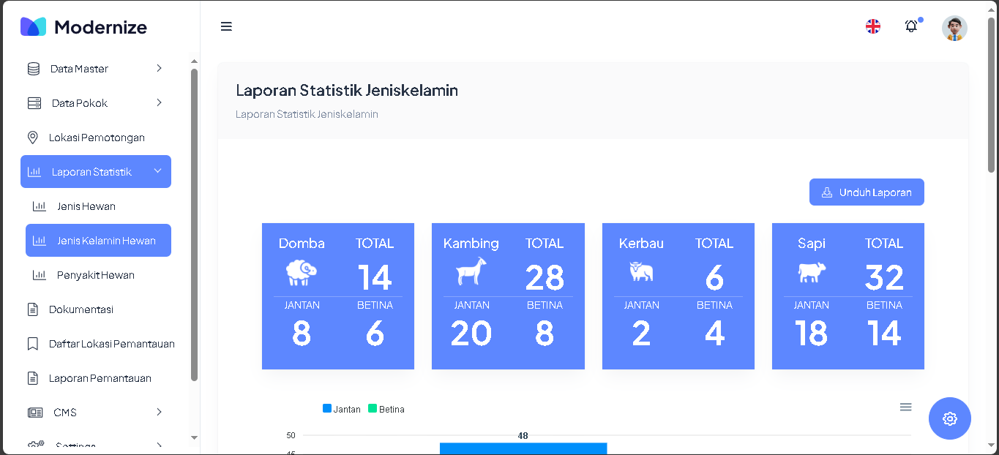 Modernize
Data Master
Data Pokok
Lokasi Pemotongan
Laporan Statistik
Jenis Hewan
Jenis Kelamin Hewan
Penyakit Hewan
Dokumentasi
Daftar Lokasi Pemantauan
Laporan Pemantauan
CMS
Settings
Laporan Statistik Jeniskelamin
Laporan Statistik Jeniskelamin
Unduh Laporan
Domba TOTAL
14
JANTAN BETINA
8 6
Kambing TOTAL
28
JANTAN BETINA
20 8
Kerbau TOTAL
6
JANTAN BETINA
2 4
Sapi TOTAL
32
JANTAN BETINA
18 14
Jantan Betina
50
48
45